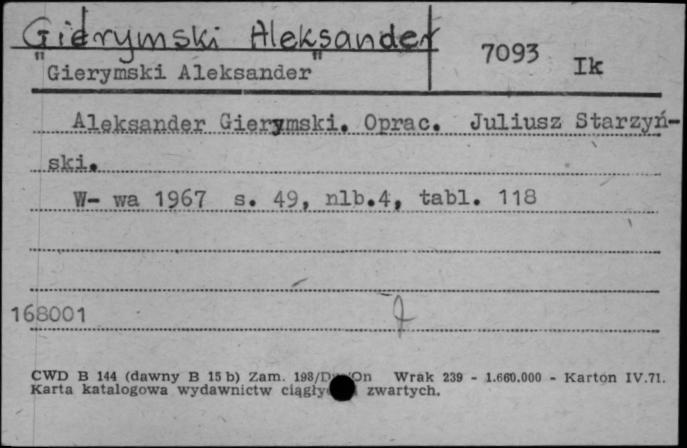 Gierymski Aleksander
"Gierymski Aleksander" 7093 Ik
Aleksander Gierymski. Oprac. Juliusz Starzyń-
ski.
W- wa 1967 s. 49, nlb.4, tabl. 118
168001
CWD B 144 (dawny B 15 b) Zam. 198/ Wrak 239 - 1.660.000 - Karton IV.71.
Karta katalogowa wydawnictw zwartych.